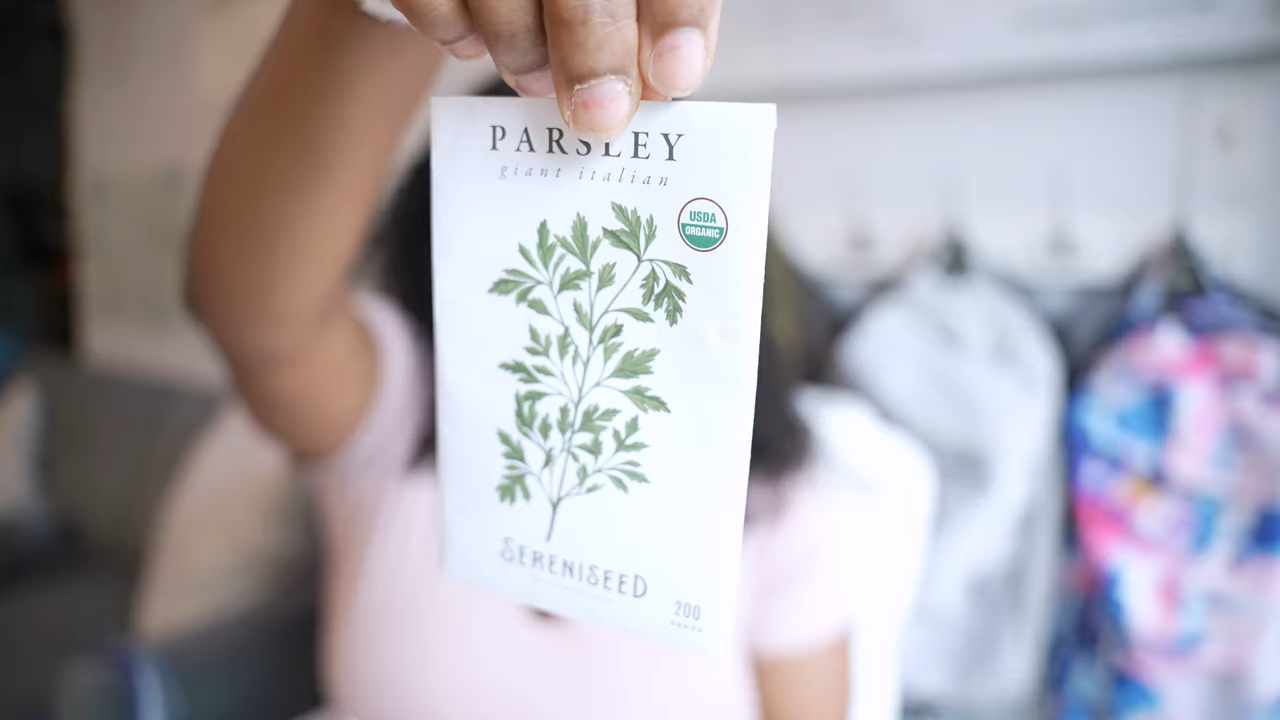 PARSLEY
giant italian
USDA
ORGANIC
SERENISEED
200